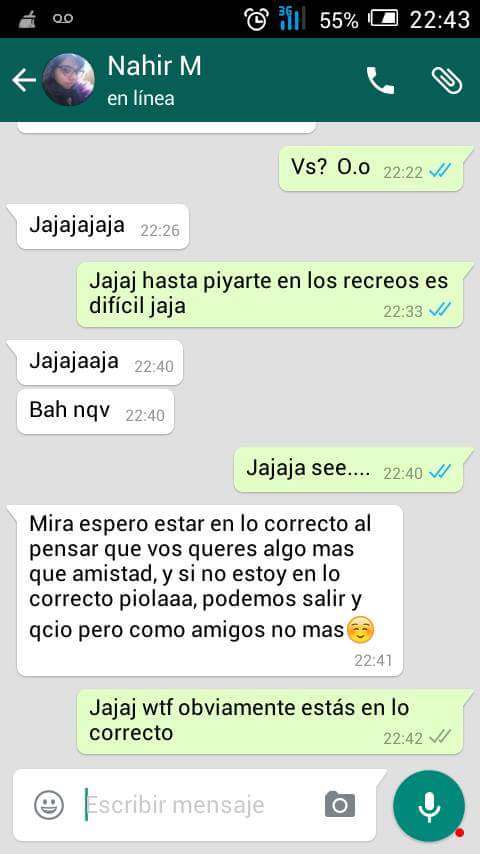 3G
55%
22:43
Nahir M
en línea
Vs? O.o 22:22
Jajajajaja 22:26
Jajaj hasta piyarte en los recreos es
difícil jaja
22:33
Jajajaaja 22:40
Bah nqv 22:40
Jajaja see.... 22:40
Mira espero estar en lo correcto al
pensar que vos queres algo mas
que amistad, y si no estoy en lo
correcto piolaaa, podemos salir y
qcio pero como amigos no mas☺️
22:41
Jajaj wtf obviamente estás en lo
correcto
22:42
Escribir mensaje